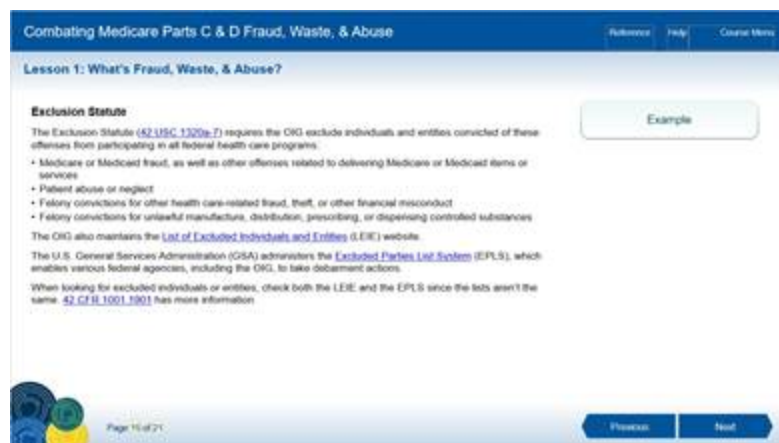 Combating Medicare Parts C & D Fraud, Waste, & Abuse
Reference Help Course Menu
Lesson 1: What's Fraud, Waste, & Abuse?
Exclusion Statute
Example
The Exclusion Statute (42 USC 1320a-7) requires the OIG exclude individuals and entities convicted of these
offenses from participating in all federal health care programs:
• Medicare or Medicaid fraud, as well as other offenses related to delivering Medicare or Medicaid items or
services
• Patient abuse or neglect
• Felony convictions for other health care-related fraud, theft, or other financial misconduct
• Felony convictions for unlawful manufacture, distribution, prescribing, or dispensing controlled substances
The OIG also maintains the List of Excluded Individuals and Entities (LEIE) website.
The U.S. General Services Administration (GSA) administers the Excluded Parties List System (EPLS), which
enables various federal agencies, including the OIG, to take debarment actions.
When looking for excluded individuals or entities, check both the LEIE and the EPLS since the lists aren't the
same. 42 CFR 1001.1901 has more information.
Page of 21
Previous Next